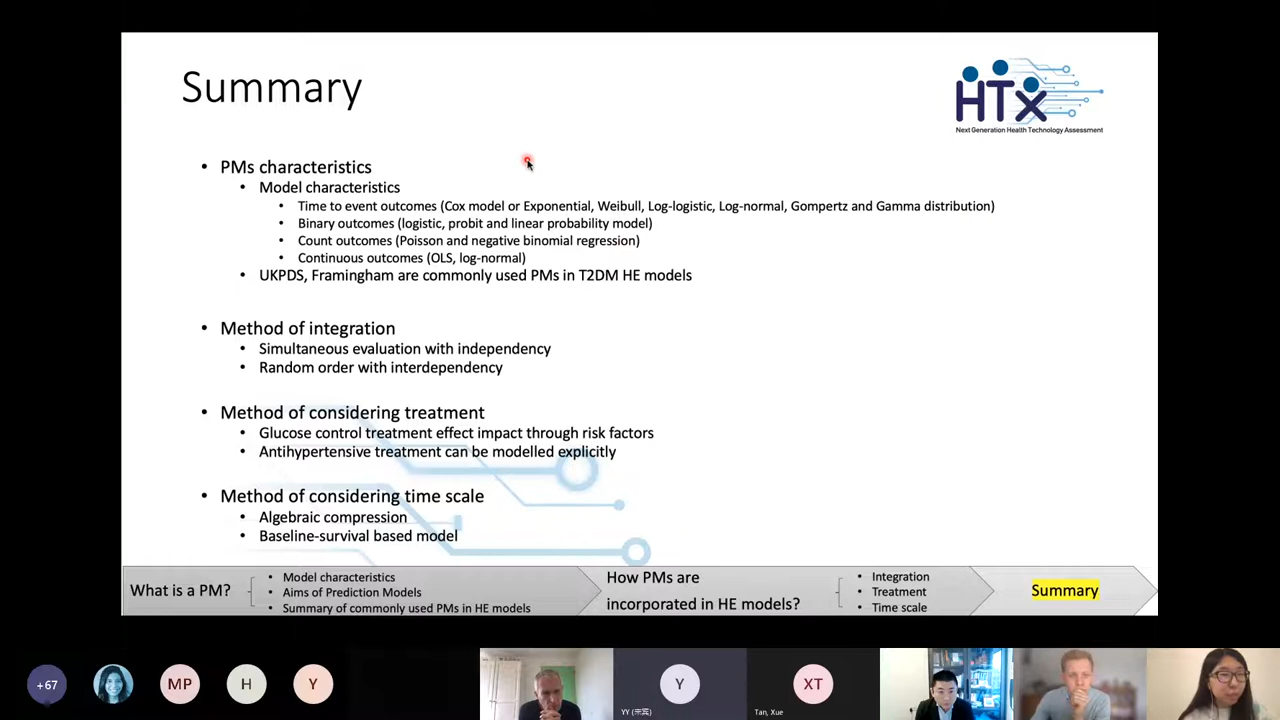 Summary
HTx
Next Generation Health Technology Assessment
• PMs characteristics
• Model characteristics
• Time to event outcomes (Cox model or Exponential, Weibull, Log-logistic, Log-normal, Gompertz and Gamma distribution)
• Binary outcomes (logistic, probit and linear probability model)
• Count outcomes (Poisson and negative binomial regression)
• Continuous outcomes (OLS, log-normal)
• UKPDS, Framingham are commonly used PMs in T2DM HE models
• Method of integration
• Simultaneous evaluation with independency
• Random order with interdependency
• Method of considering treatment
• Glucose control treatment effect impact through risk factors
• Antihypertensive treatment can be modelled explicitly
• Method of considering time scale
• Algebraic compression
• Baseline-survival based model
What is a PM?
• Model characteristics
• Aims of Prediction Models
• Summary of commonly used PMs in HE models
How PMs are
incorporated in HE models?
• Integration
• Treatment
• Time scale
Summary
+67
MP
H
Y
Y
YY
XT
Tan, Xue